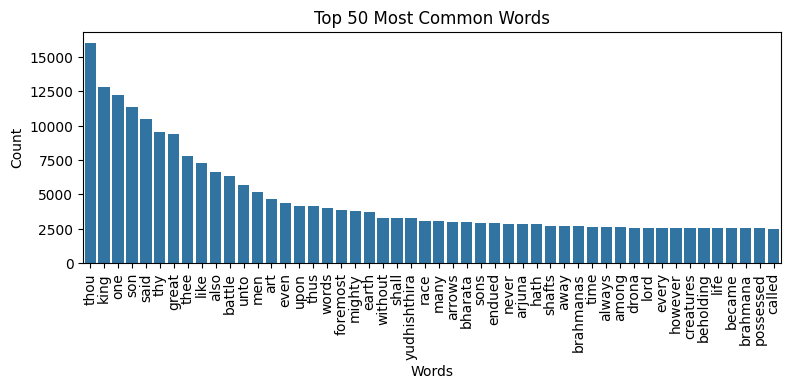 Top 50 Most Common Words
Count
15000
12500
10000
7500
5000
2500
0
thou
king
one
son
said
thy
great
thee
like
also
battle
unto
men
art
even
upon
thus
words
foremost
mighty
earth
without
shall
yudhishthira
race
many
arrows
bharata
sons
endued
never
arjuna
hath
shafts
away
brahmanas
time
always
among
drona
lord
every
however
creatures
beholding
life
became
brahmana
possessed
called
Words